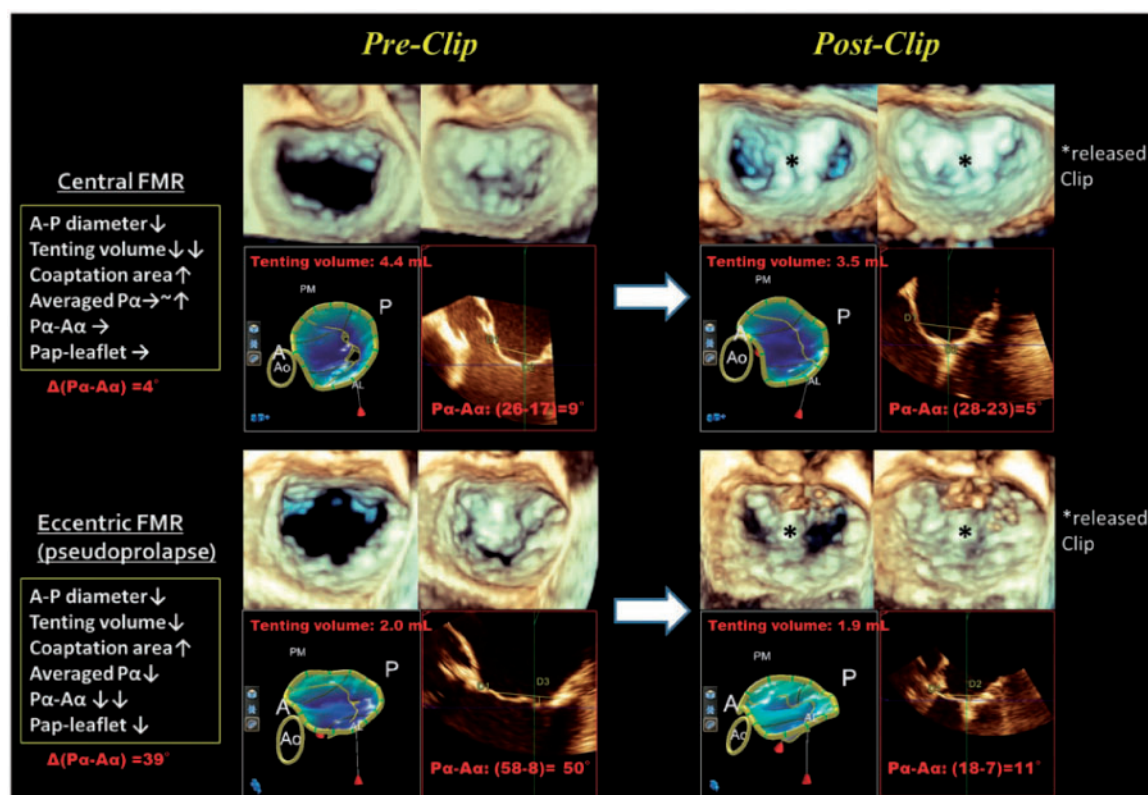 Pre-Clip
Post-Clip
Central FMR
A-P diameter↓
Tenting volume↓↓
Coaptation area↑
Averaged Pα→~↑
Pα-Aα →
Pap-leaflet →
Δ(Pα-Aα) =4°
*
*
*released
Clip
Tenting volume: 4.4 mL
PM
P
A
Ao
AL
Pα-Aα: (26-17)=9°
Tenting volume: 3.5 mL
PM
P
A
Ao
AL
D1
Pα-Aα: (28-23)=5°
Eccentric FMR
(pseudoprolapse)
A-P diameter↓
Tenting volume↓
Coaptation area↑
Averaged Pα↓
Pα-Aα ↓↓
Pap-leaflet ↓
Δ(Pα-Aα) =39°
*
*
*released
Clip
Tenting volume: 2.0 mL
PM
P
A
Ao
AL
D1
D3
Pα-Aα: (58-8)= 50°
Tenting volume: 1.9 mL
PM
P
A
Ao
AL
D2
Pα-Aα: (18-7)=11°